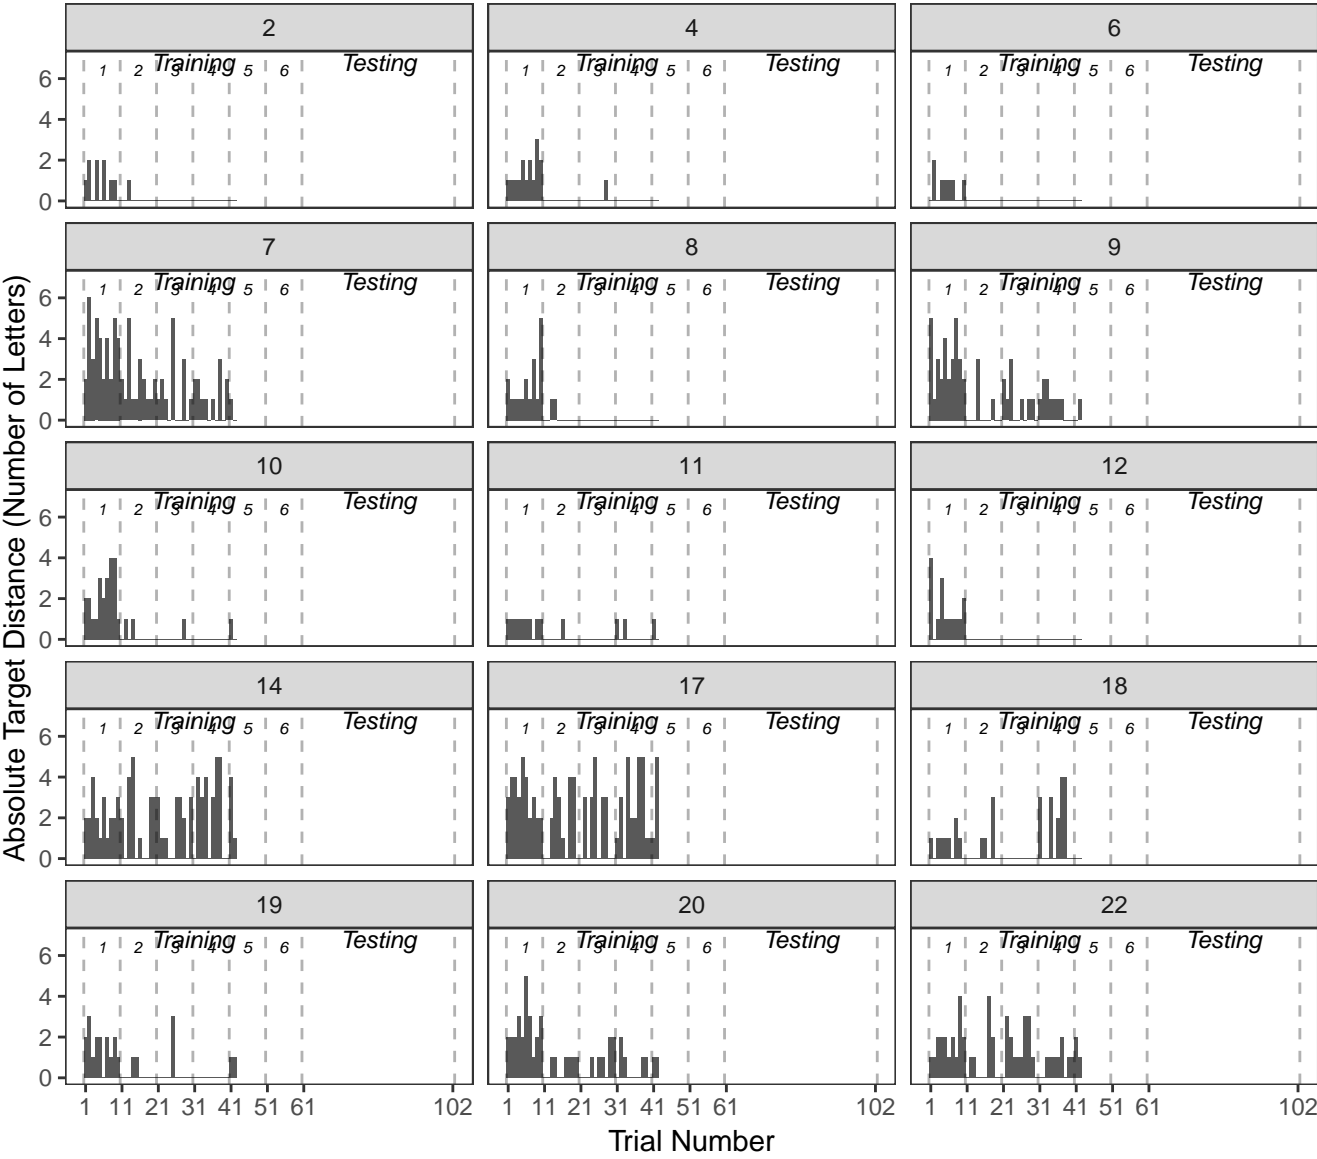 2 4 6
Training Testing Training Testing Training Testing
1 2 3 4 5 6 1 2 3 4 5 6 1 2 3 4 5 6
6
4
2
0
7 8 9
Training Testing Training Testing Training Testing
1 2 3 4 5 6 1 2 3 4 5 6 1 2 3 4 5 6
6
4
2
0
10 11 12
Training Testing Training Testing Training Testing
1 2 3 4 5 6 1 2 3 4 5 6 1 2 3 4 5 6
6
4
2
0
14 17 18
Training Testing Training Testing Training Testing
1 2 3 4 5 6 1 2 3 4 5 6 1 2 3 4 5 6
6
4
2
0
19 20 22
Training Testing Training Testing Training Testing
1 2 3 4 5 6 1 2 3 4 5 6 1 2 3 4 5 6
6
4
2
0
1 11 21 31 41 51 61 102 1 11 21 31 41 51 61 102 1 11 21 31 41 51 61 102
Trial Number
Absolute Target Distance (Number of Letters)